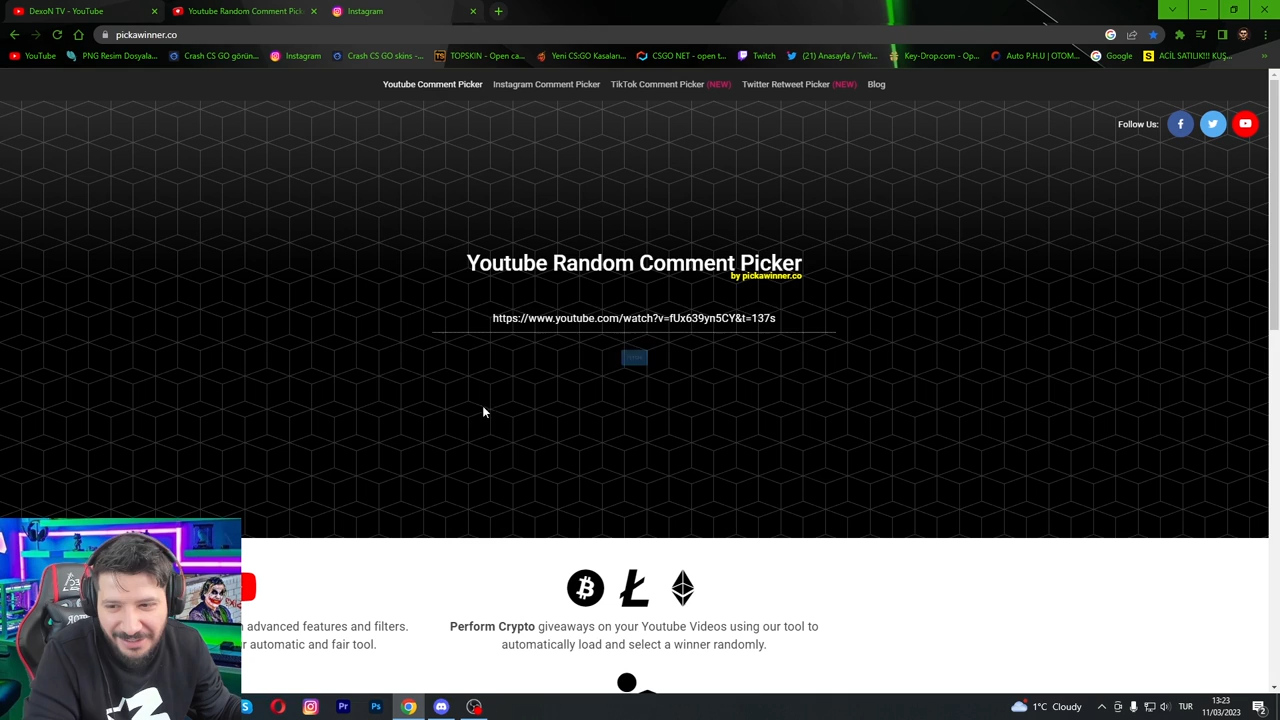 DexoN TV - YouTube
Youtube Random Comment Pick
Instagram
pickawinner.co
YouTube
PNG Resim Dosyala...
Crash CS GO görün...
Instagram
Crash CS GO skins -...
TOPSKIN – Open ca...
Yeni CS:GO Kasaları...
CSGO NET - open t...
Twitch
(21) Anasayfa / Twit...
Key-Drop.com - Op...
Auto P.H.U | OTOM...
Google
ACİL SATILIK!!! KUŞ...
Youtube Comment Picker
Instagram Comment Picker
TikTok Comment Picker (NEW)
Twitter Retweet Picker (NEW)
Blog
Follow Us:
Youtube Random Comment Picker
by pickawinner.co
https://www.youtube.com/watch?v=fUx639yn5CY&t=137s
advanced features and filters.
r automatic and fair tool.
Perform Crypto giveaways on your Youtube Videos using our tool to
automatically load and select a winner randomly.
1°C Cloudy
TUR
13:23
11/03/2023
2